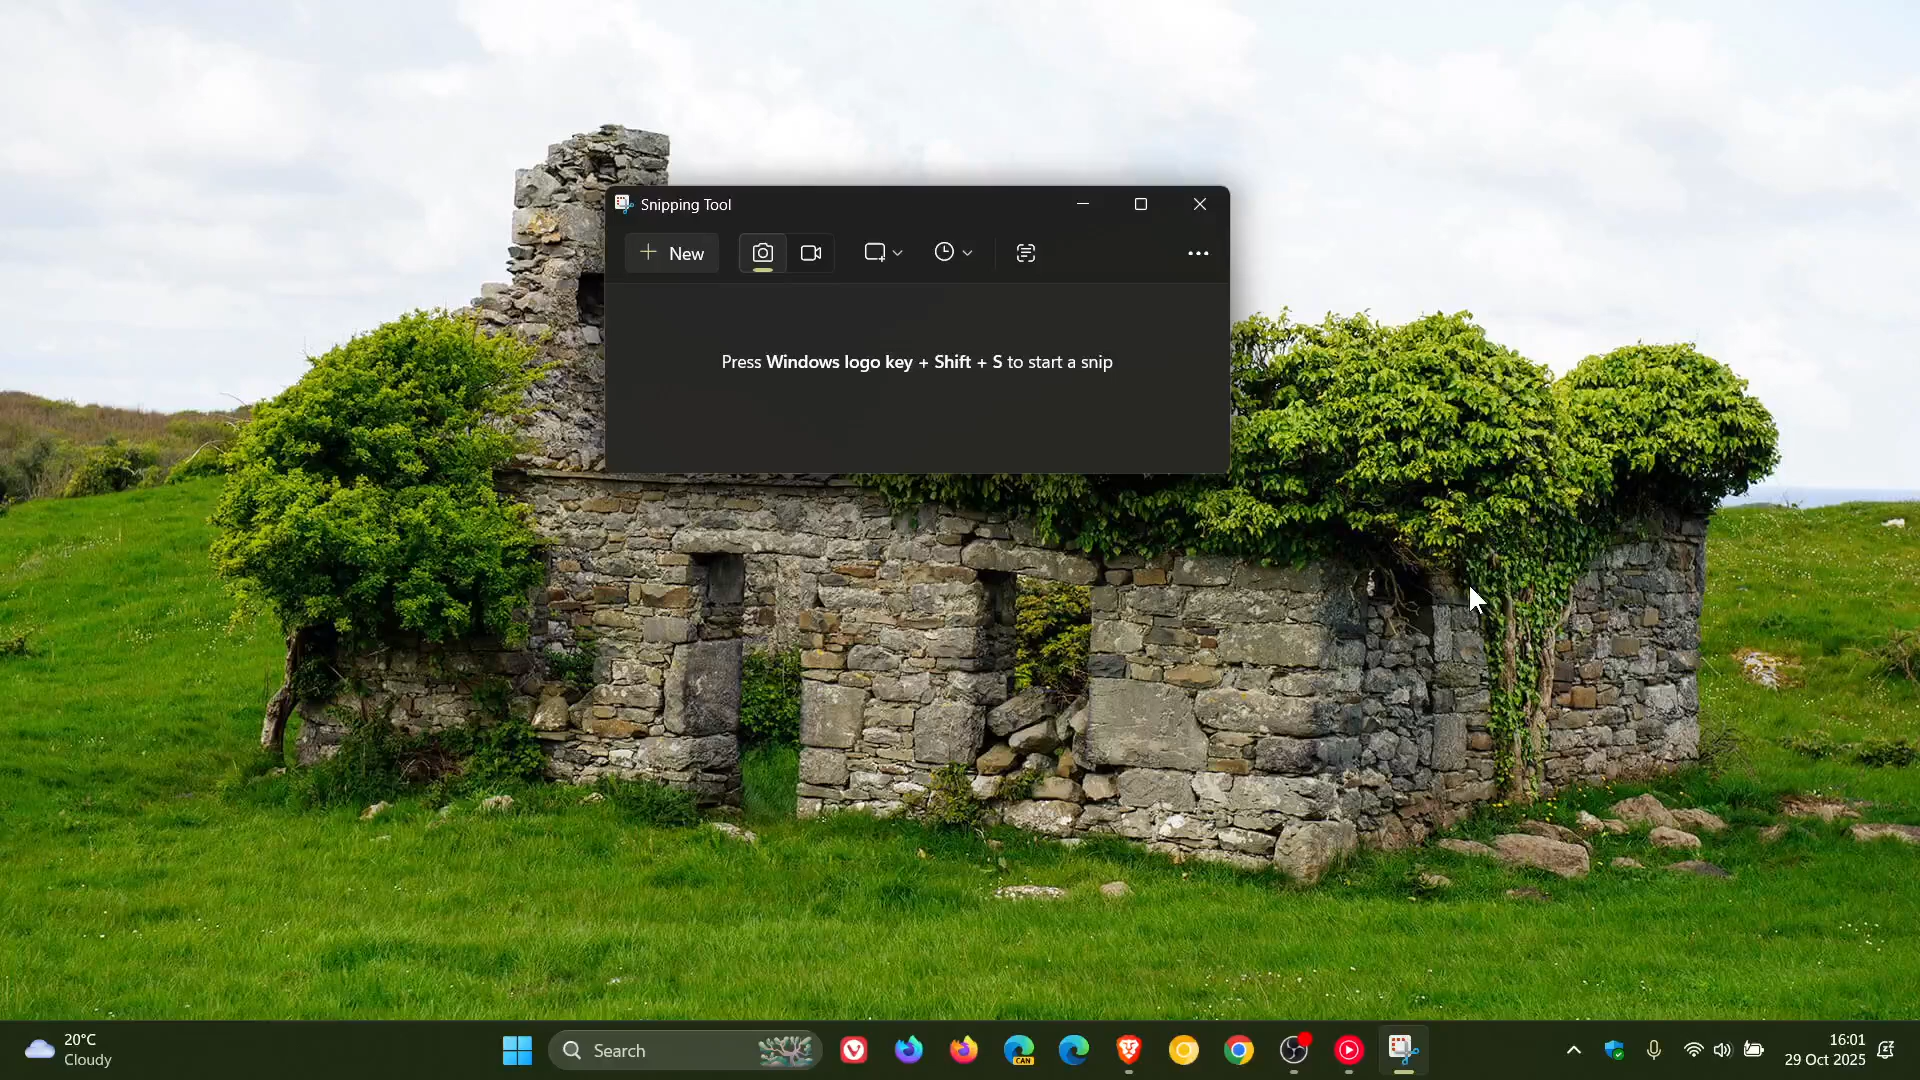 Snipping Tool
New
Press Windows logo key + Shift + S to start a snip
20°C
Cloudy
Search
CAN
16:01
29 Oct 2025